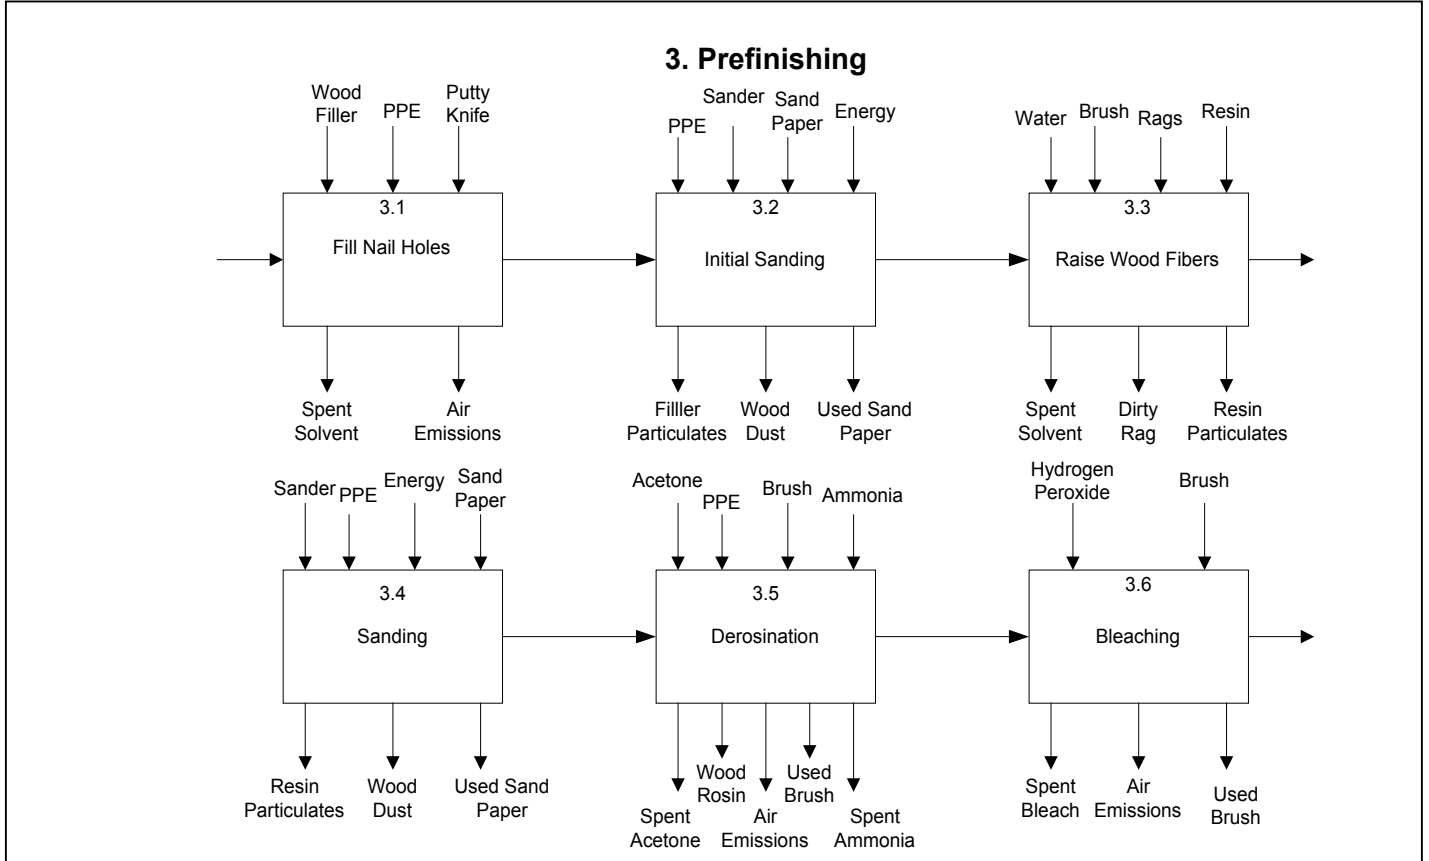 3. Prefinishing
Wood
Filler
PPE
Putty
Knife
PPE
Sander
Sand
Paper
Energy
Water
Brush
Rags
Resin
3.1
Fill Nail Holes
3.2
Initial Sanding
3.3
Raise Wood Fibers
Spent
Solvent
Air
Emissions
Filller
Particulates
Wood
Dust
Used Sand
Paper
Spent
Solvent
Dirty
Rag
Resin
Particulates
Sander
PPE
Energy
Sand
Paper
Acetone
PPE
Brush
Ammonia
Hydrogen
Peroxide
Brush
3.4
Sanding
3.5
Derosination
3.6
Bleaching
Resin
Particulates
Wood
Dust
Used Sand
Paper
Spent
Acetone
Wood
Rosin
Air
Emissions
Used
Brush
Spent
Ammonia
Spent
Bleach
Air
Emissions
Used
Brush